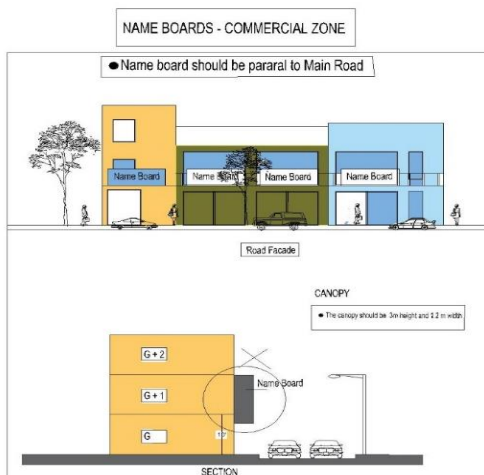 NAME BOARDS - COMMERCIAL ZONE
● Name board should be pararal to Main Road
Name Board
Name Board
Name Board
Name Board
Road Facade
CANOPY
● The canopy should be 3m height and 2.2 m width
G + 2
G + 1
Name Board
G
SECTION